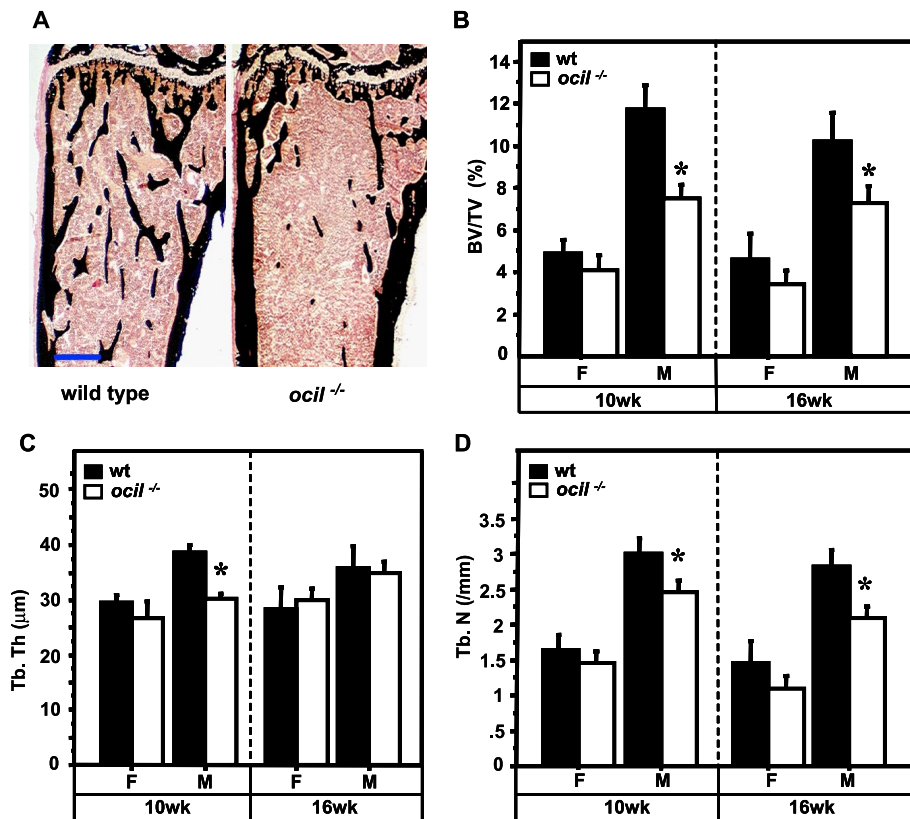 A
wild type
ocil -/-
B
wt
ocil -/-
BV/TV (%)
14
12
10
8
6
4
2
0
F
M
F
M
10wk
16wk
C
wt
ocil -/-
Tb. Th (μm)
50
40
30
20
10
0
F
M
F
M
10wk
16wk
D
wt
ocil -/-
Tb. N (/mm)
3.5
3
2.5
2
1.5
1
.5
0
F
M
F
M
10wk
16wk
*
*
*
*
*